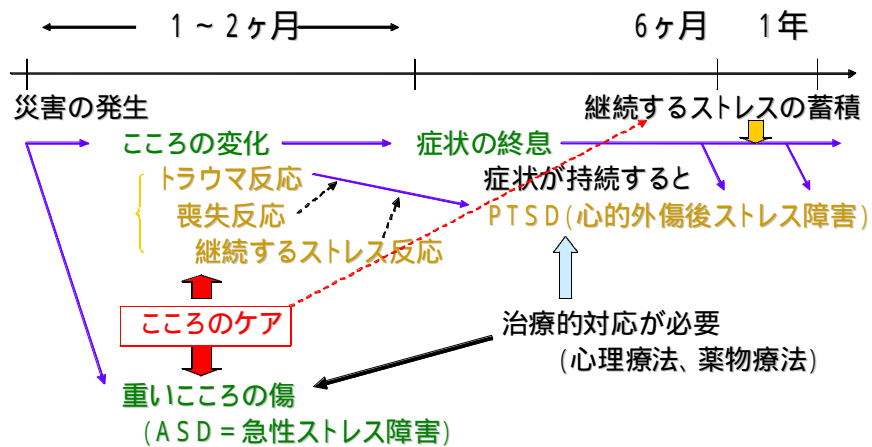 1~2ヶ月
6ヶ月
1年
災害の発生
継続するストレスの蓄積
こころの変化
症状の終息
トラウマ反応
症状が持続すると
喪失反応
PTSD(心的外傷後ストレス障害)
継続するストレス反応
こころのケア
治療的対応が必要
(心理療法、薬物療法)
重いこころの傷
(ASD=急性ストレス障害)